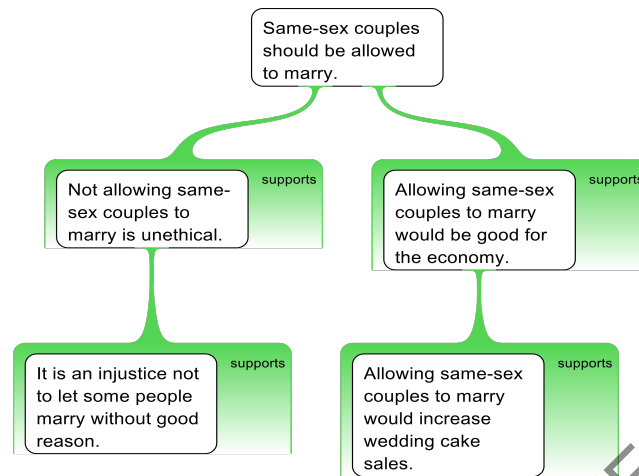 Same-sex couples
should be allowed
to marry.
supports
Not allowing same-
sex couples to
marry is unethical.
supports
Allowing same-sex
couples to marry
would be good for
the economy.
supports
It is an injustice not
to let some people
marry without good
reason.
supports
Allowing same-sex
couples to marry
would increase
wedding cake
sales.